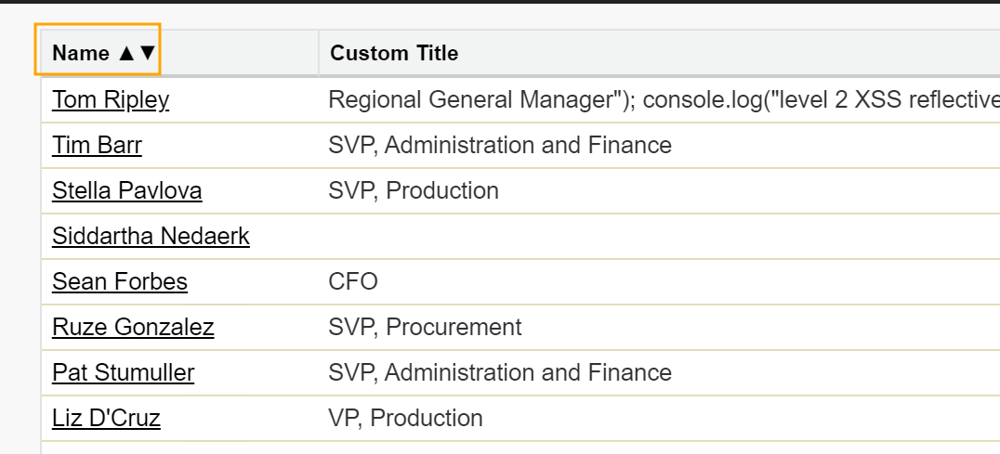 Name ▲▼ Custom Title
Tom Ripley Regional General Manager"); console.log("level 2 XSS reflective
Tim Barr SVP, Administration and Finance
Stella Pavlova SVP, Production
Siddartha Nedaerk
Sean Forbes CFO
Ruze Gonzalez SVP, Procurement
Pat Stumuller SVP, Administration and Finance
Liz D'Cruz VP, Production